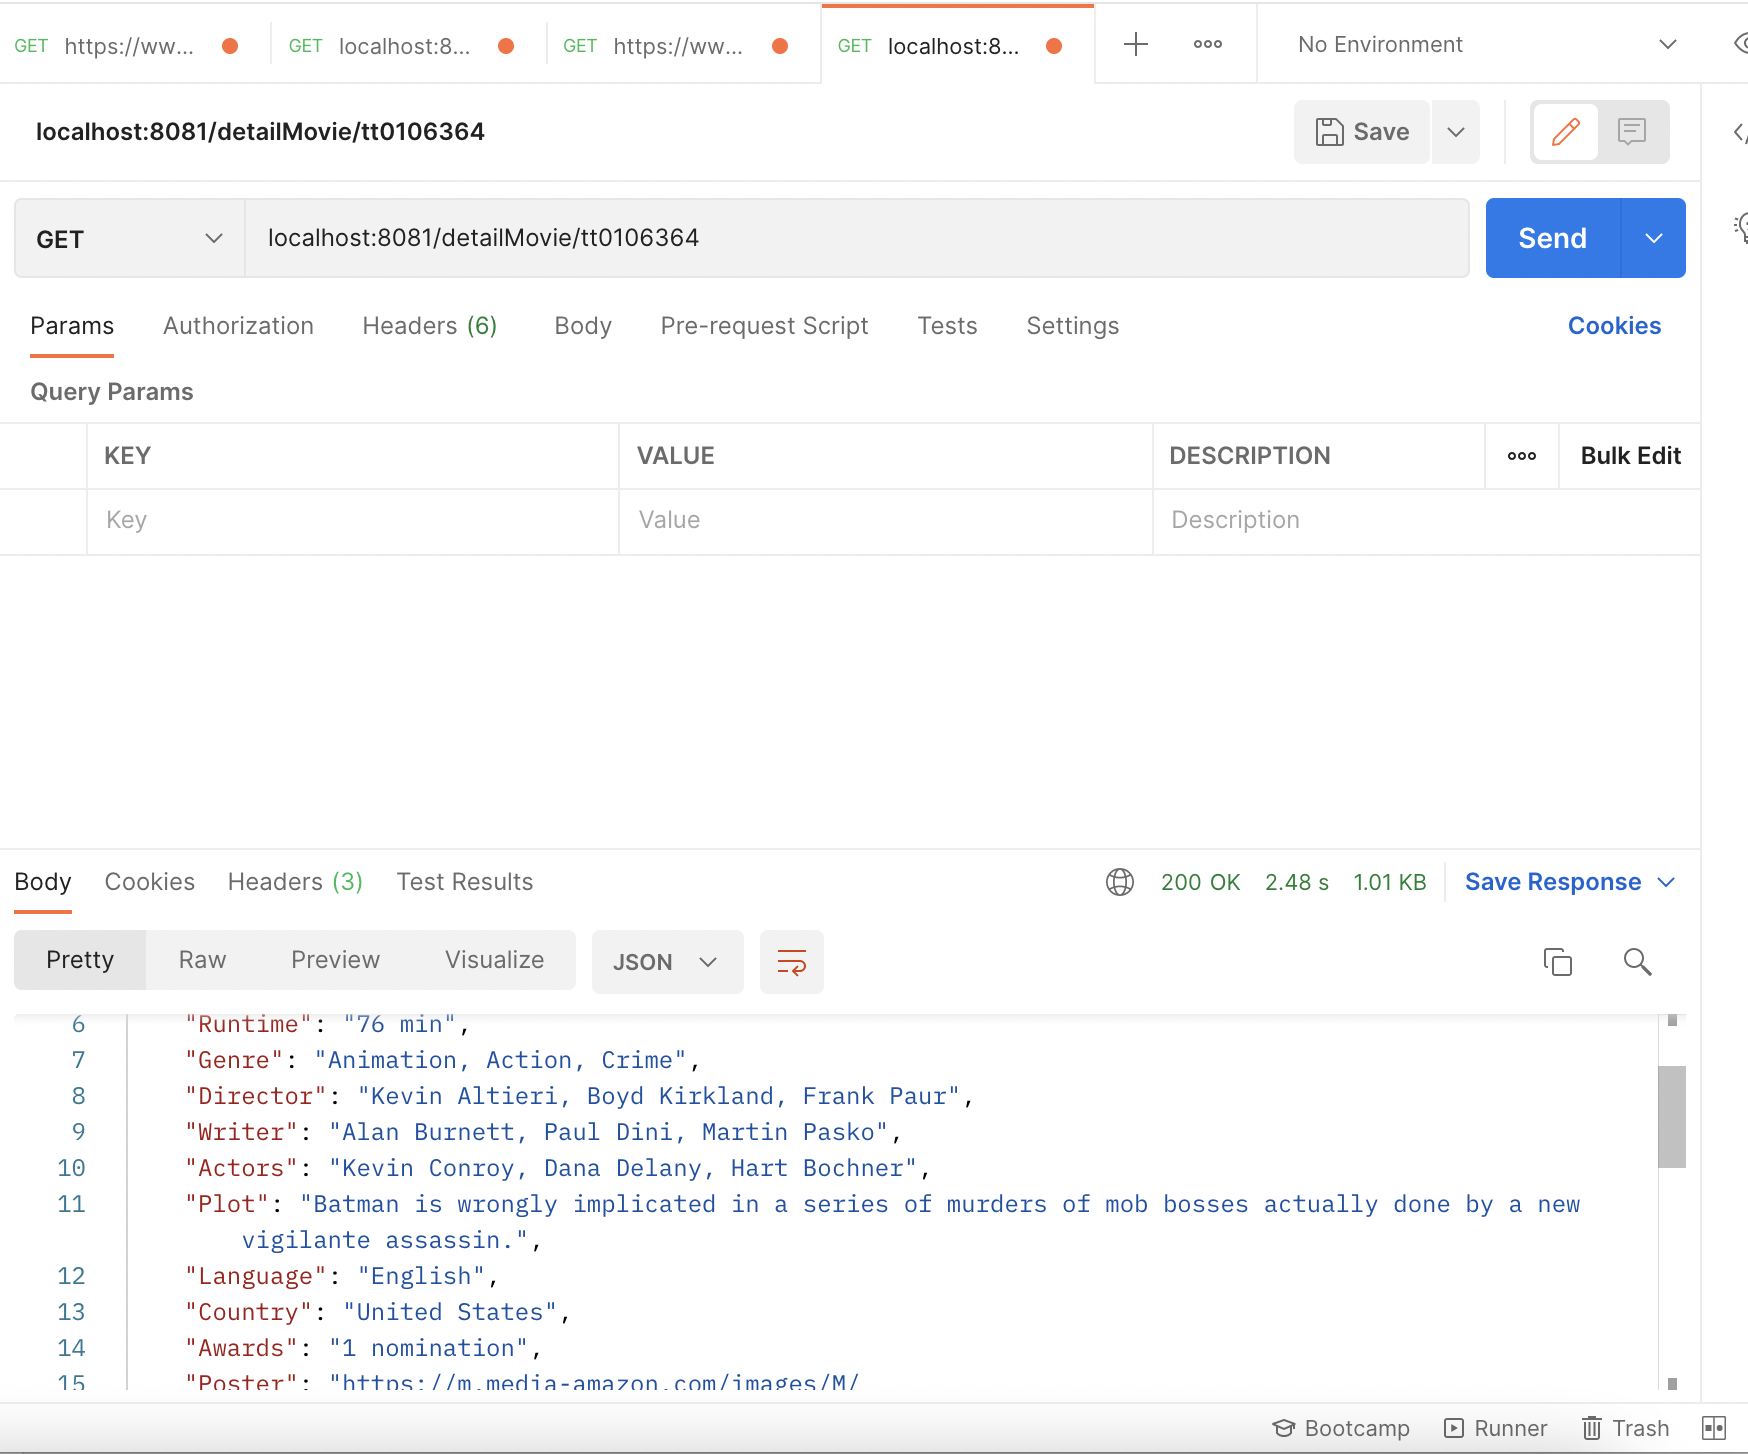 GET https://ww... GET localhost:8... GET https://ww... GET localhost:8... No Environment
localhost:8081/detailMovie/tt0106364 Save
GET localhost:8081/detailMovie/tt0106364 Send
Params Authorization Headers (6) Body Pre-request Script Tests Settings Cookies
Query Params
KEY VALUE DESCRIPTION Bulk Edit
Key Value Description
Body Cookies Headers (3) Test Results 200 OK 2.48 s 1.01 KB Save Response
Pretty Raw Preview Visualize JSON
6 "Runtime": "76 min",
7 "Genre": "Animation, Action, Crime",
8 "Director": "Kevin Altieri, Boyd Kirkland, Frank Paur",
9 "Writer": "Alan Burnett, Paul Dini, Martin Pasko",
10 "Actors": "Kevin Conroy, Dana Delany, Hart Bochner",
11 "Plot": "Batman is wrongly implicated in a series of murders of mob bosses actually done by a new
vigilante assassin.",
12 "Language": "English",
13 "Country": "United States",
14 "Awards": "1 nomination",
15 "Poster": "https://m.media-amazon.com/images/M/
Bootcamp Runner Trash